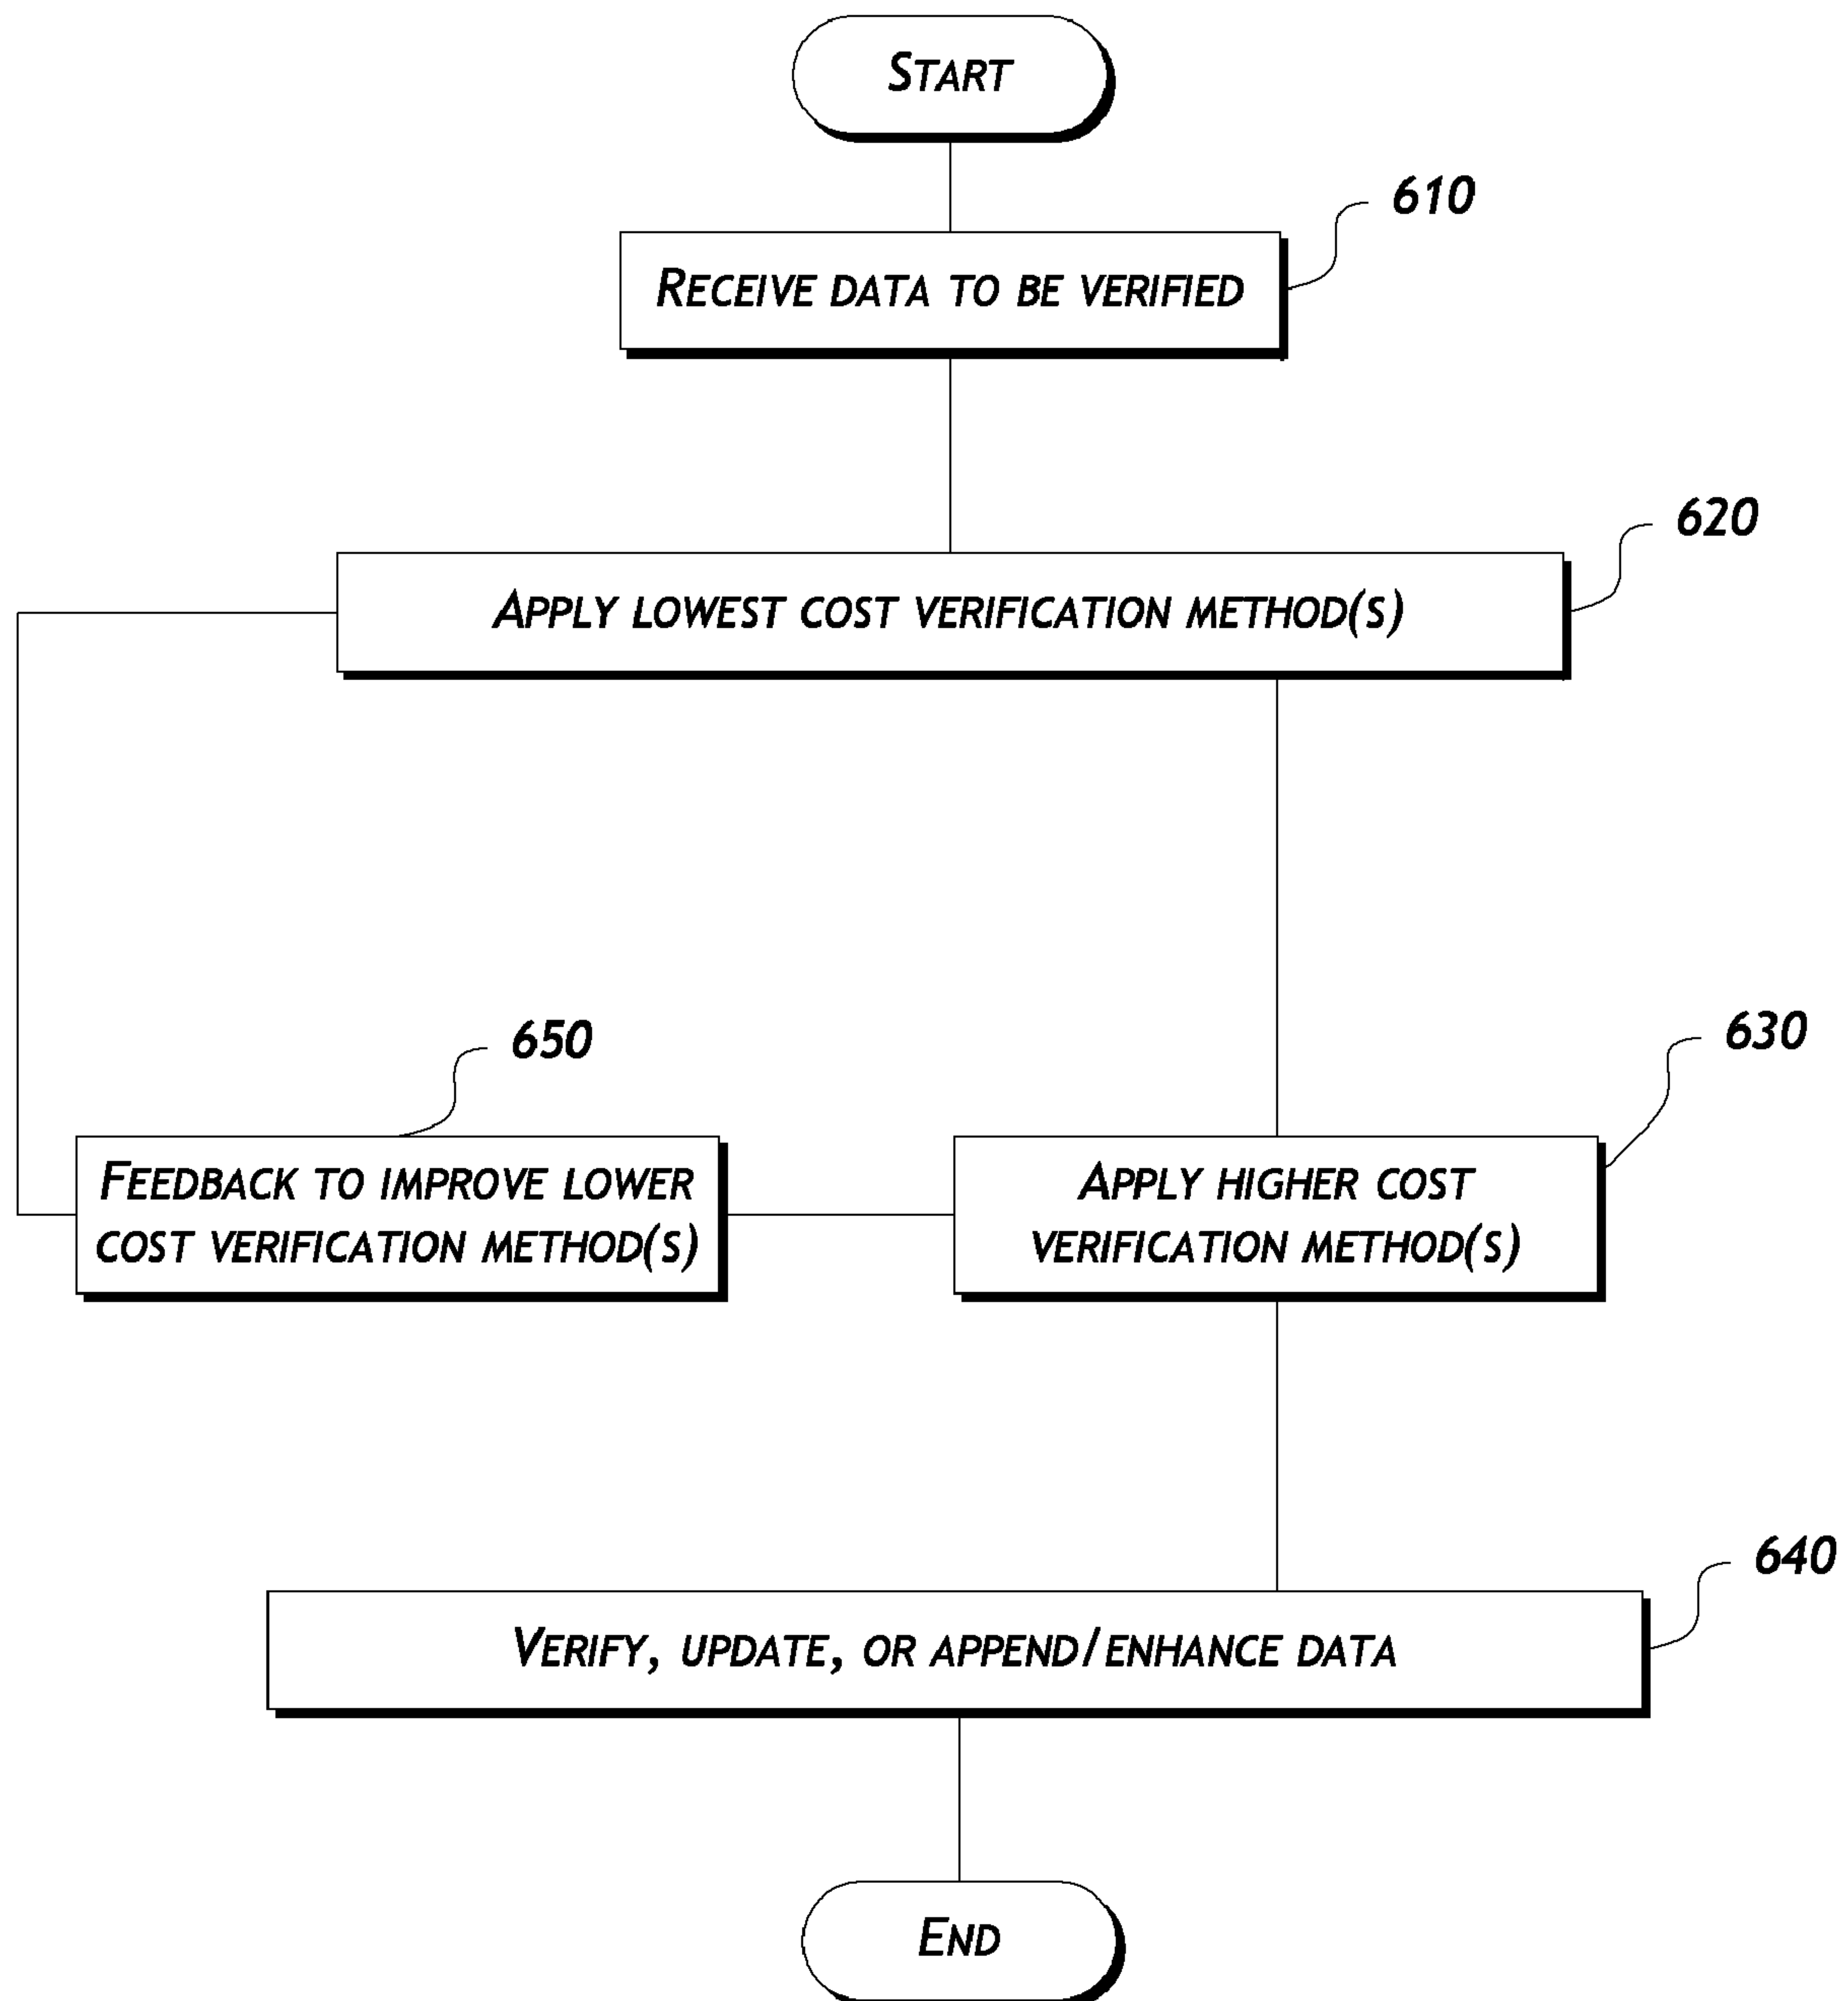 START
610
RECEIVE DATA TO BE VERIFIED
620
APPLY LOWEST COST VERIFICATION METHOD(S)
650
630
FEEDBACK TO IMPROVE LOWER
COST VERIFICATION METHOD(S)
APPLY HIGHER COST
VERIFICATION METHOD(S)
640
VERIFY, UPDATE, OR APPEND/ENHANCE DATA
END